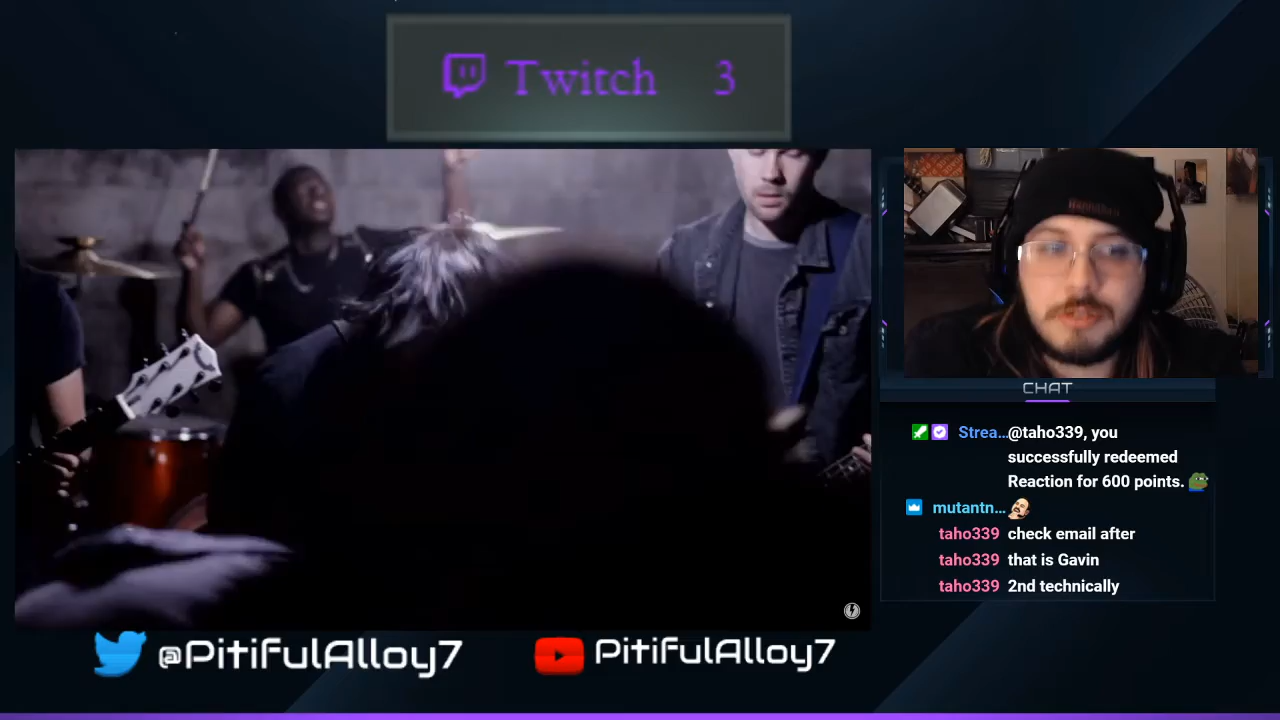 Twitch 3
CHAT
Strea... @taho339, you
successfully redeemed
Reaction for 600 points.
mutantn...
taho339 check email after
taho339 that is Gavin
taho339 2nd technically
@PitifulAlloy7
PitifulAlloy7